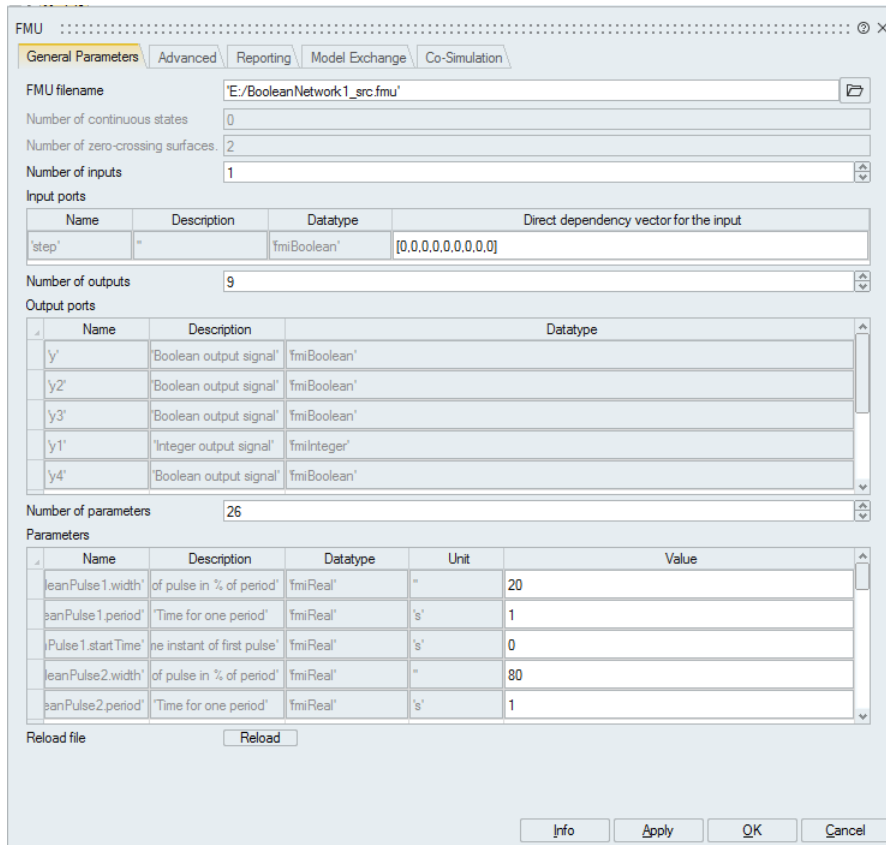 FMU
General Parameters Advanced Reporting Model Exchange Co-Simulation
FMU filename 'E:/BooleanNetwork1_src.fmu'
Number of continuous states 0
Number of zero-crossing surfaces. 2
Number of inputs 1
Input ports
Name Description Datatype Direct dependency vector for the input
'step' '' 'fmiBoolean' [0,0,0,0,0,0,0,0,0]
Number of outputs 9
Output ports
Name Description Datatype
'y' 'Boolean output signal' 'fmiBoolean'
'y2' 'Boolean output signal' 'fmiBoolean'
'y3' 'Boolean output signal' 'fmiBoolean'
'y1' 'Integer output signal' 'fmiInteger'
'y4' 'Boolean output signal' 'fmiBoolean'
Number of parameters 26
Parameters
Name Description Datatype Unit Value
leanPulse1.width' of pulse in % of period' 'fmiReal' '' 20
eanPulse1.period' 'Time for one period' 'fmiReal' 's' 1
Pulse1.startTime' ne instant of first pulse' 'fmiReal' 's' 0
leanPulse2.width' of pulse in % of period' 'fmiReal' '' 80
eanPulse2.period' 'Time for one period' 'fmiReal' 's' 1
Reload file Reload
Info Apply OK Cancel